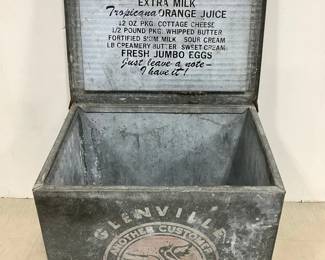 EXTRA MILK
Tropicana ORANGE JUICE
12 OZ PKG. COTTAGE CHEESE
1/2 POUND PKG. WHIPPED BUTTER
FORTIFIED SKIM MILK SOUR CREAM
LB CREAMERY BUTTER SWEET CREAM
FRESH JUMBO EGGS
Just leave a note-
I have it!
GLENVILLE
ANOTHER CUSTOMER